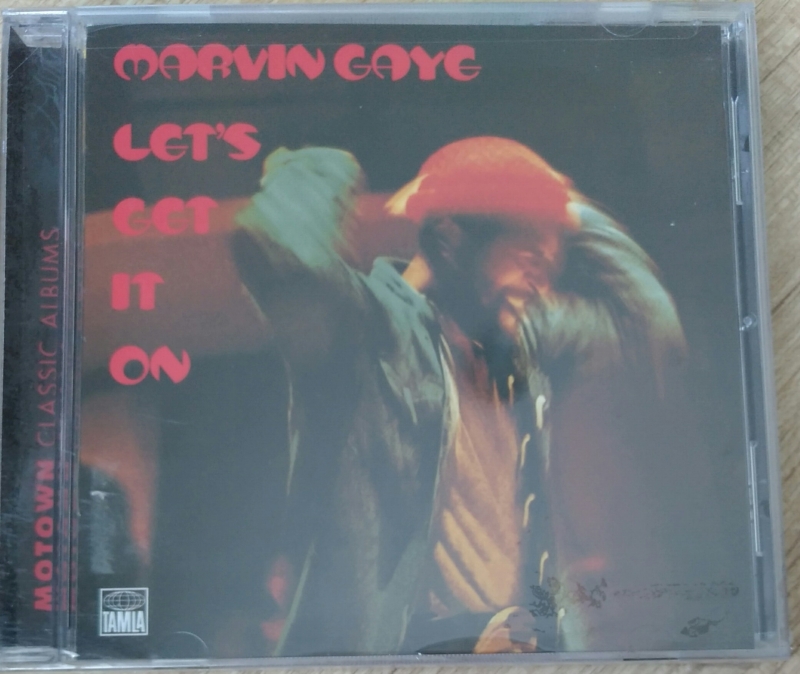 MARVIN GAYE
LET'S
GET
IT
ON
MOTOWN CLASSIC ALBUMS
TAMLA